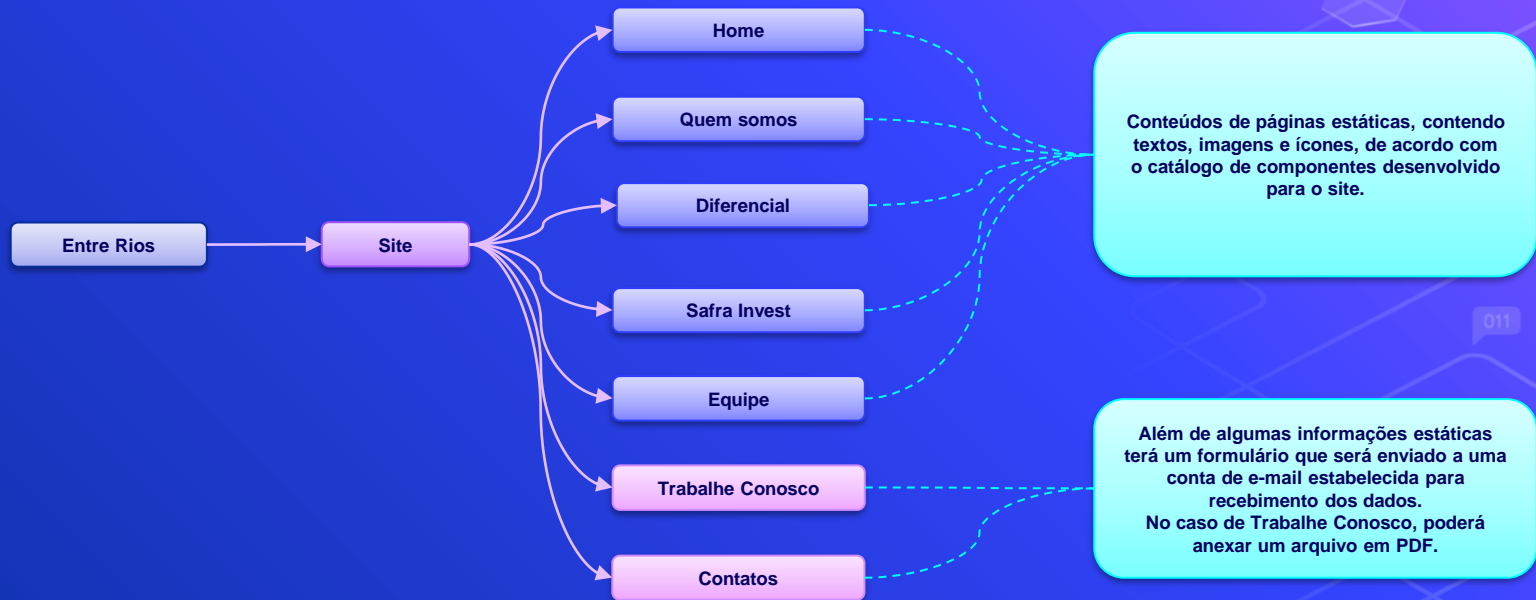 Home
Quem somos
Diferencial
Entre Rios
Site
Safra Invest
Equipe
Trabalhe Conosco
Contatos
Conteúdos de páginas estáticas, contendo
textos, imagens e ícones, de acordo com
o catálogo de componentes desenvolvido
para o site.
011
Além de algumas informações estáticas
terá um formulário que será enviado a uma
conta de e-mail estabelecida para
recebimento dos dados.
No caso de Trabalhe Conosco, poderá
anexar um arquivo em PDF.